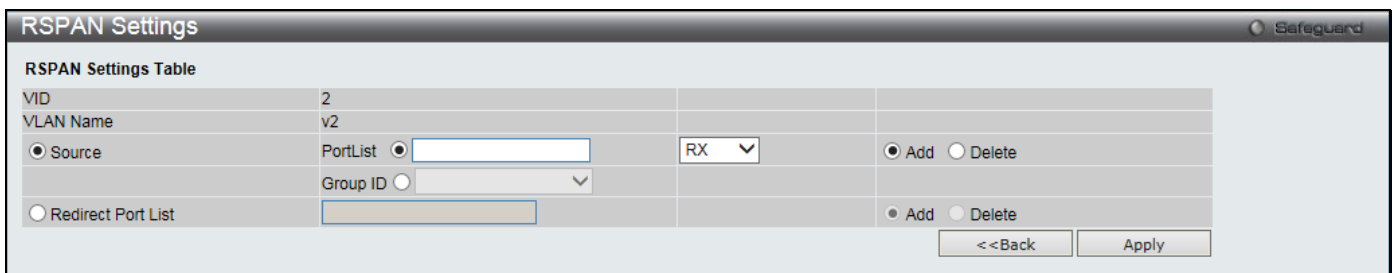 RSPAN Settings
Safeguard
RSPAN Settings Table
VID 2
VLAN Name v2
Source PortList RX Add Delete
Group ID
Redirect Port List Add Delete
<<Back Apply